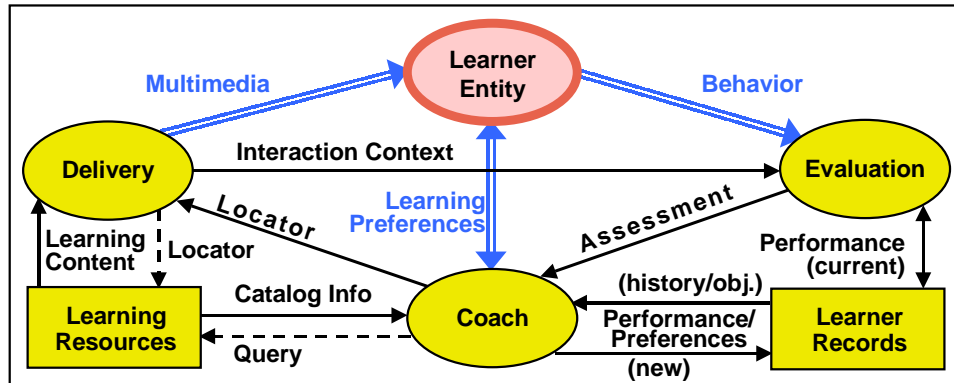 Learner
Entity
Multimedia
Behavior
Delivery
Interaction Context
Evaluation
Learning
Preferences
Locator
Assessment
Learning
Content
Locator
Performance
(current)
Learning
Resources
Catalog Info
Query
Coach
(history/obj.)
Performance/
Preferences
(new)
Learner
Records